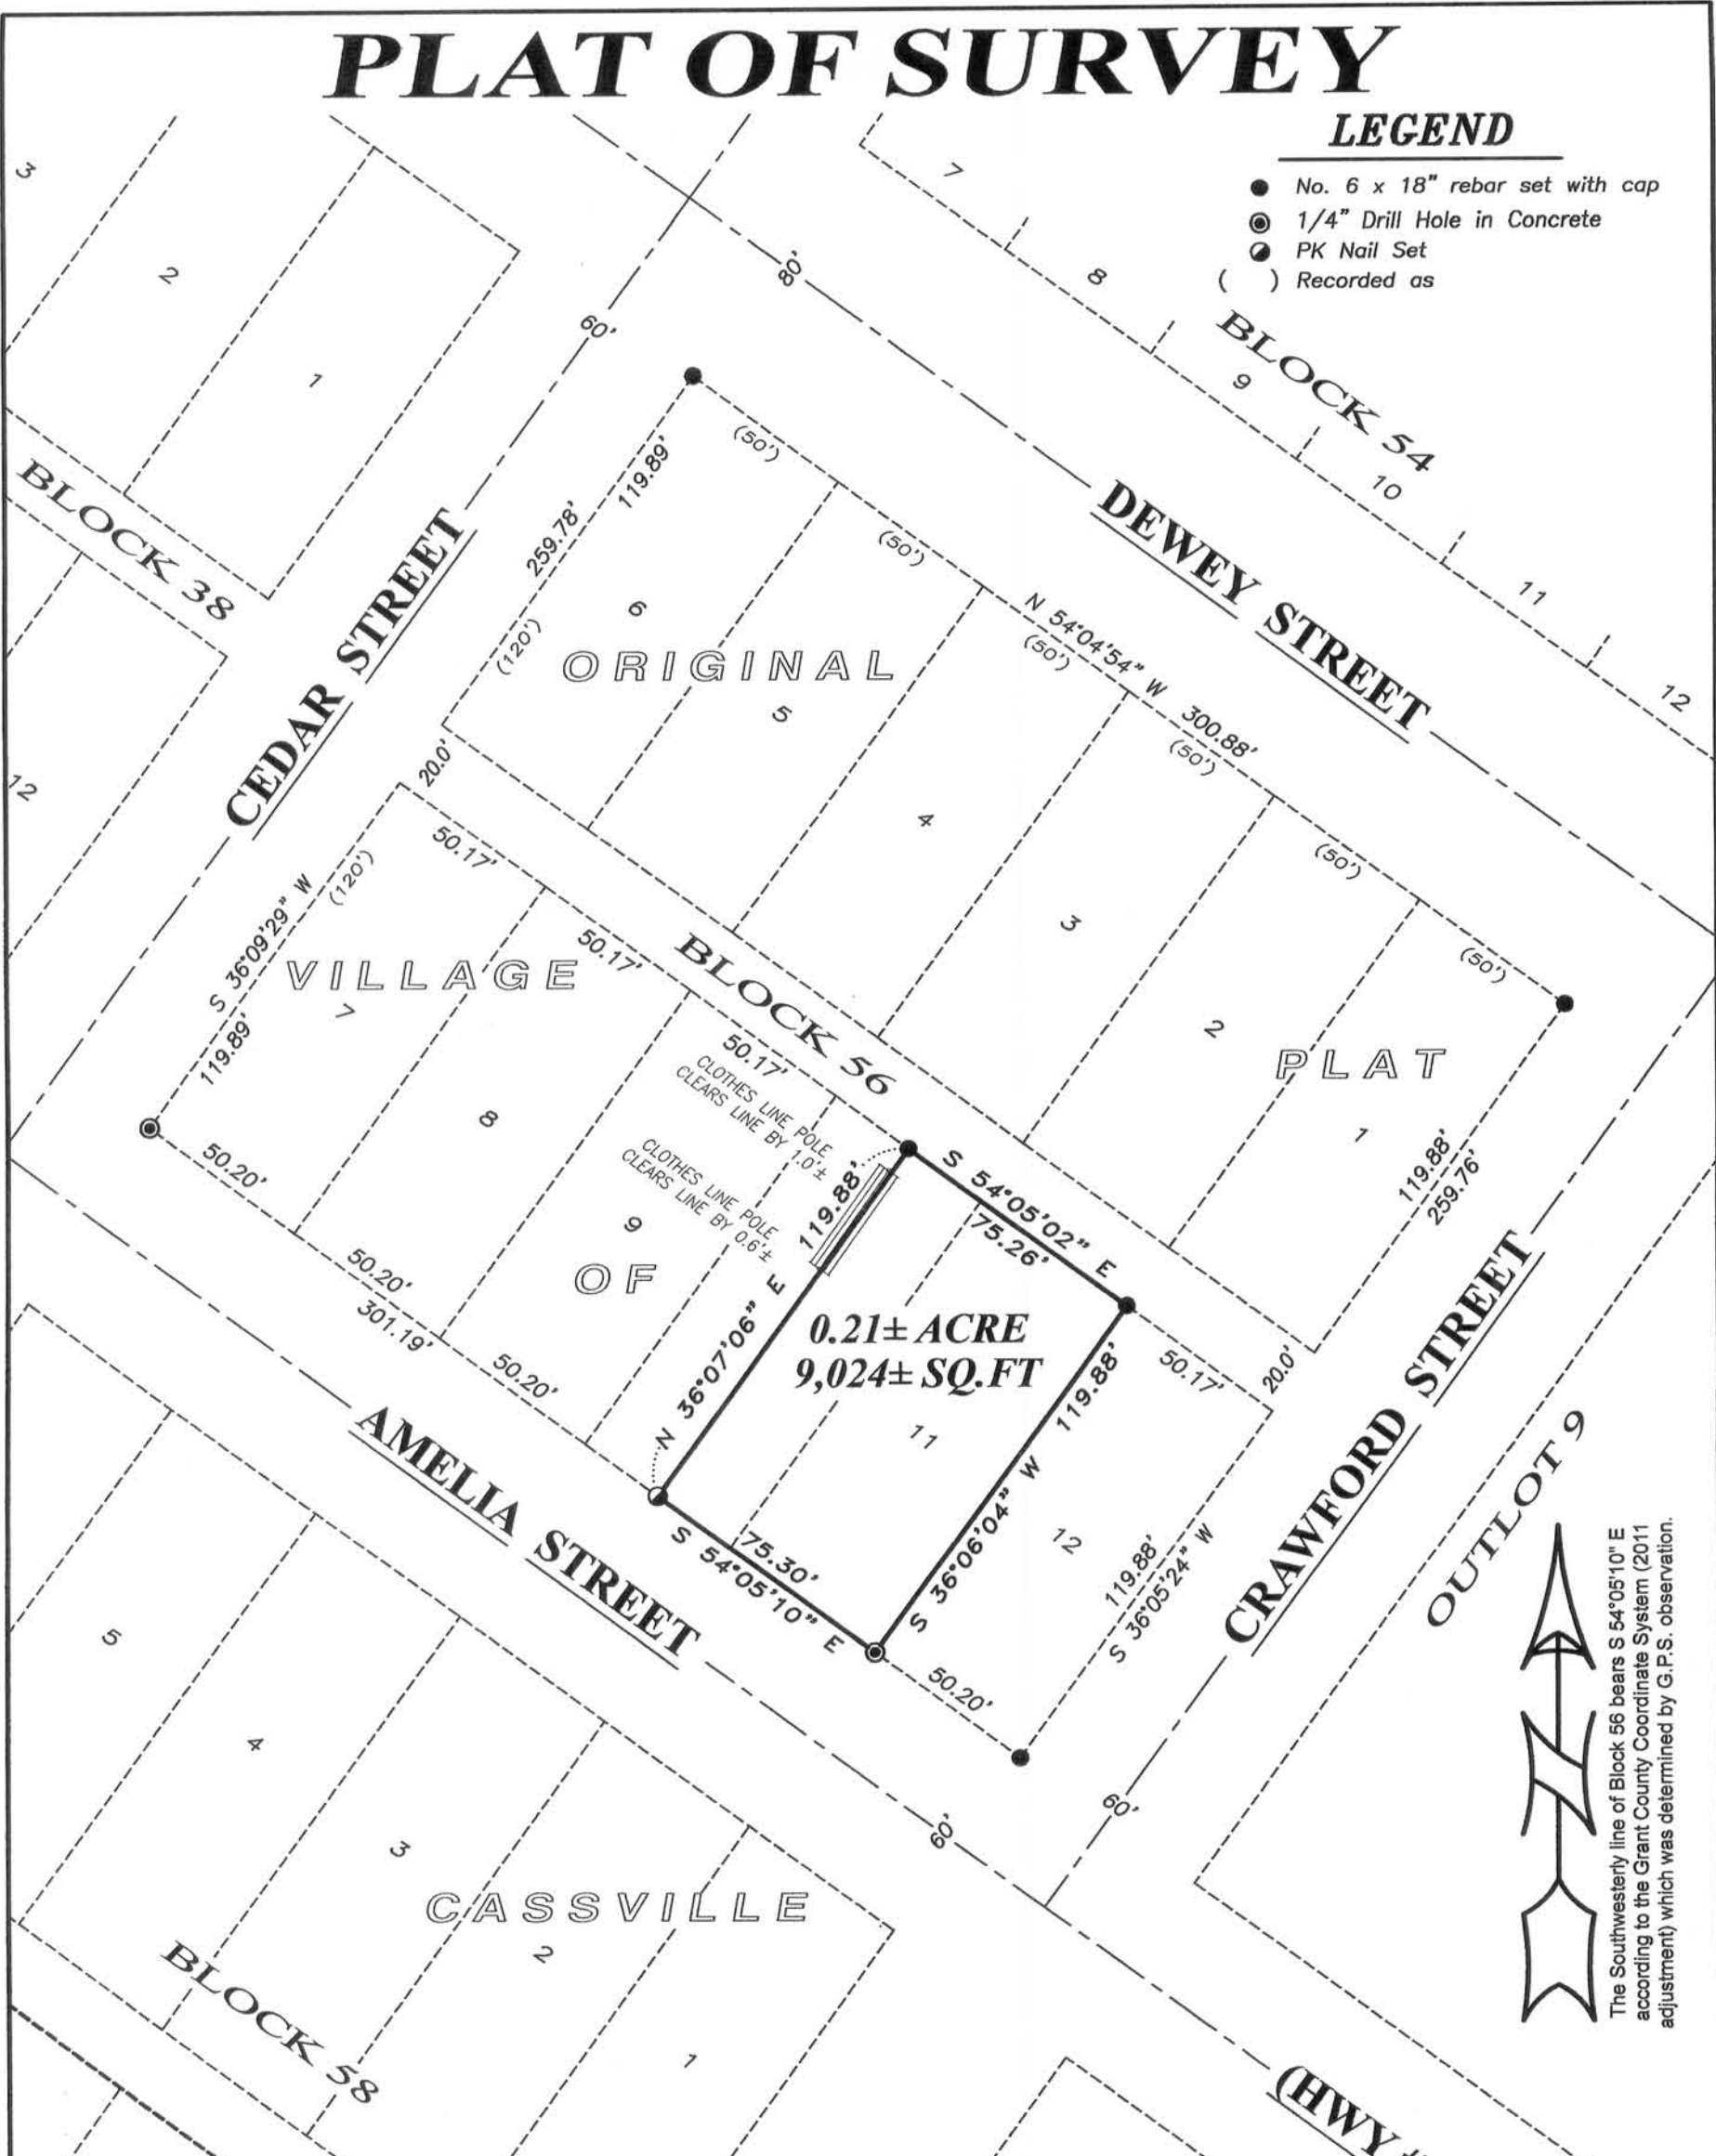 PLAT OF SURVEY
LEGEND
No. 6 x 18" rebar set with cap
1/4" Drill Hole in Concrete
PK Nail Set
( ) Recorded as
3
2
1
BLOCK 38
12
7
8
9
10
11
12
BLOCK 54
80'
60'
DEWEY STREET
CEDAR STREET
(50')
(50')
N 54°04'54" W 300.88'
(50')
(50')
(50')
(50')
119.89'
259.78'
(120')
6
ORIGINAL
5
4
3
2
PLAT
1
119.88'
259.76'
20.0'
50.17'
50.17'
50.17'
BLOCK 56
(120')
S 36°09'29" W
119.89'
VILLAGE
7
8
9
OF
CLOTHES LINE POLE
CLEARS LINE BY 1.0'±
CLOTHES LINE POLE
CLEARS LINE BY 0.6'±
N 36°07'06" E 119.88'
S 54°05'02" E
75.26'
0.21± ACRE
9,024± SQ.FT
11
S 36°06'04" W 119.88'
75.30'
S 54°05'10" E
50.17'
20.0'
12
119.88'
S 36°05'24" W
50.20'
50.20'
50.20'
301.19'
50.20'
AMELIA STREET
CRAWFORD STREET
OUTLOT 9
60'
60'
5
4
3
CASSVILLE
2
1
BLOCK 58
(HWY
N
The Southwesterly line of Block 56 bears S 54°05'10" E
according to the Grant County Coordinate System (2011
adjustment) which was determined by G.P.S. observation.